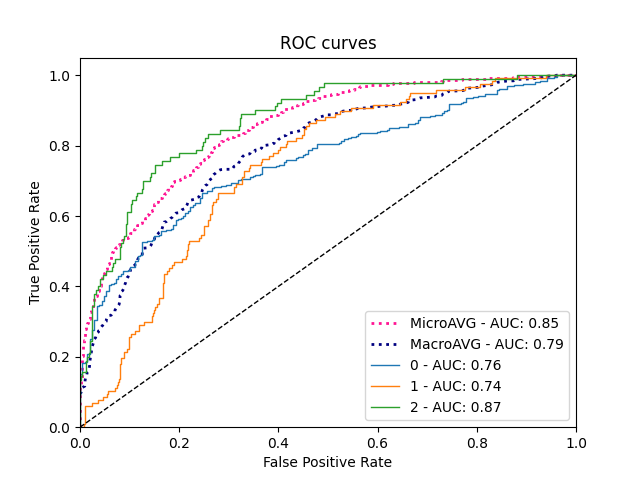 ROC curves
True Positive Rate
1.0
0.8
0.6
0.4
0.2
0.0
0.0 0.2 0.4 0.6 0.8 1.0
False Positive Rate
MicroAVG - AUC: 0.85
MacroAVG - AUC: 0.79
0 - AUC: 0.76
1 - AUC: 0.74
2 - AUC: 0.87